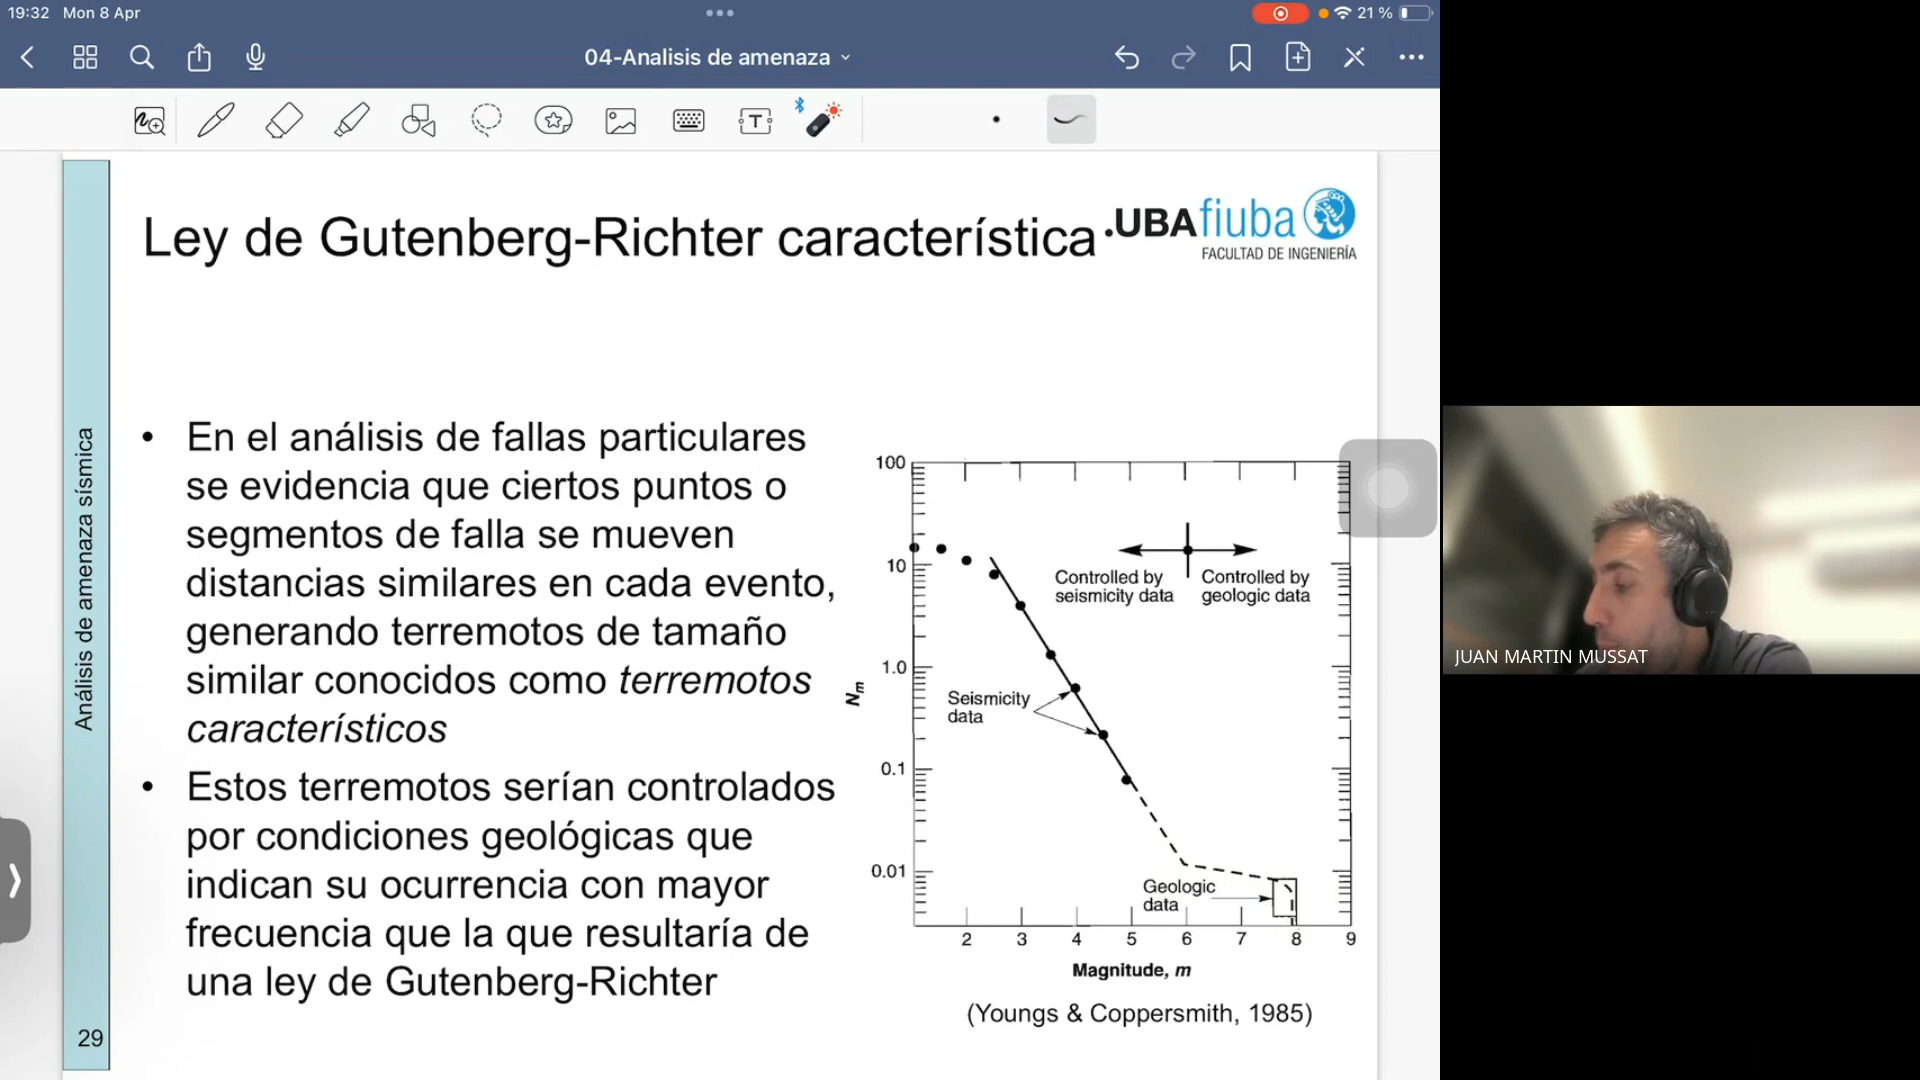 19:32 Mon 8 Apr
21 %
04-Analisis de amenaza
T
Ley de Gutenberg-Richter característica
.UBAfiuba
FACULTAD DE INGENIERÍA
Análisis de amenaza sísmica
• En el análisis de fallas particulares
se evidencia que ciertos puntos o
segmentos de falla se mueven
distancias similares en cada evento,
generando terremotos de tamaño
similar conocidos como terremotos
característicos
• Estos terremotos serían controlados
por condiciones geológicas que
indican su ocurrencia con mayor
frecuencia que la que resultaría de
una ley de Gutenberg-Richter
29
100
10
1.0
0.1
0.01
Nm
Controlled by
seismicity data
Controlled by
geologic data
Seismicity
data
Geologic
data
2 3 4 5 6 7 8 9
Magnitude, m
(Youngs & Coppersmith, 1985)
JUAN MARTIN MUSSAT